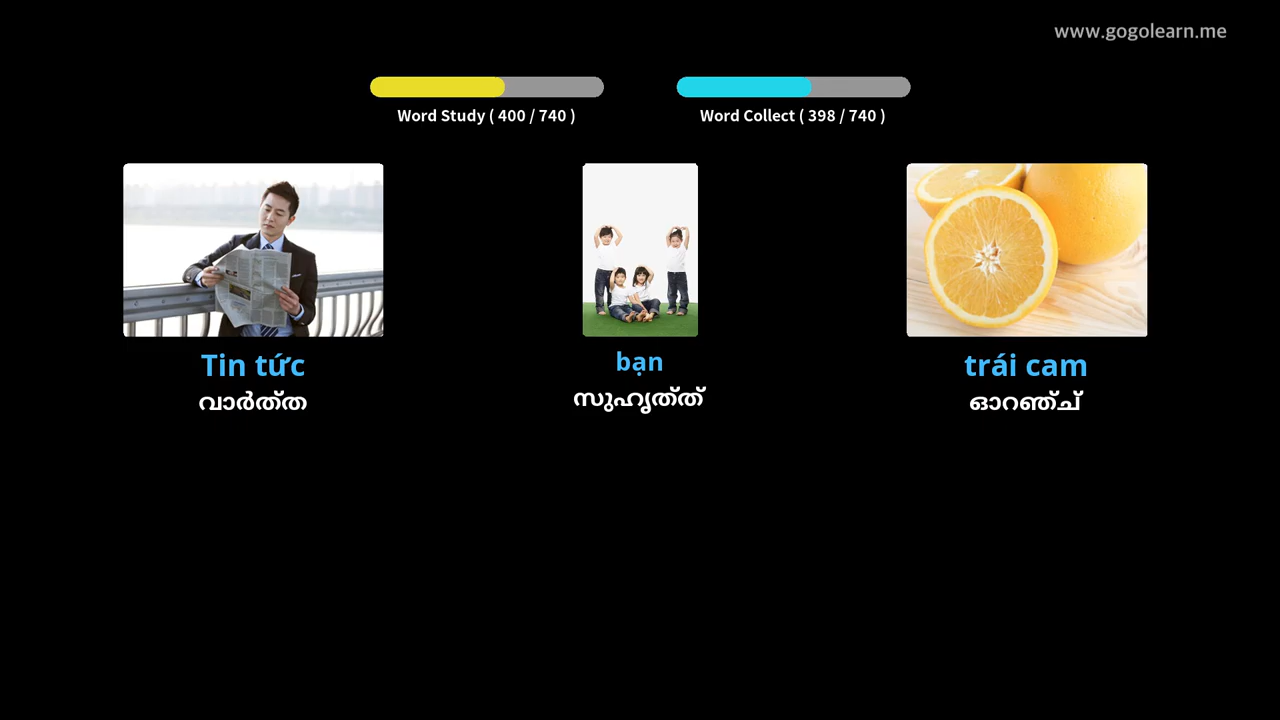 www.gogolearn.me
Word Study ( 400 / 740 )
Word Collect ( 398 / 740 )
Tin tức
വാർത്ത
bạn
സുഹൃത്ത്
trái cam
ഓറഞ്ച്